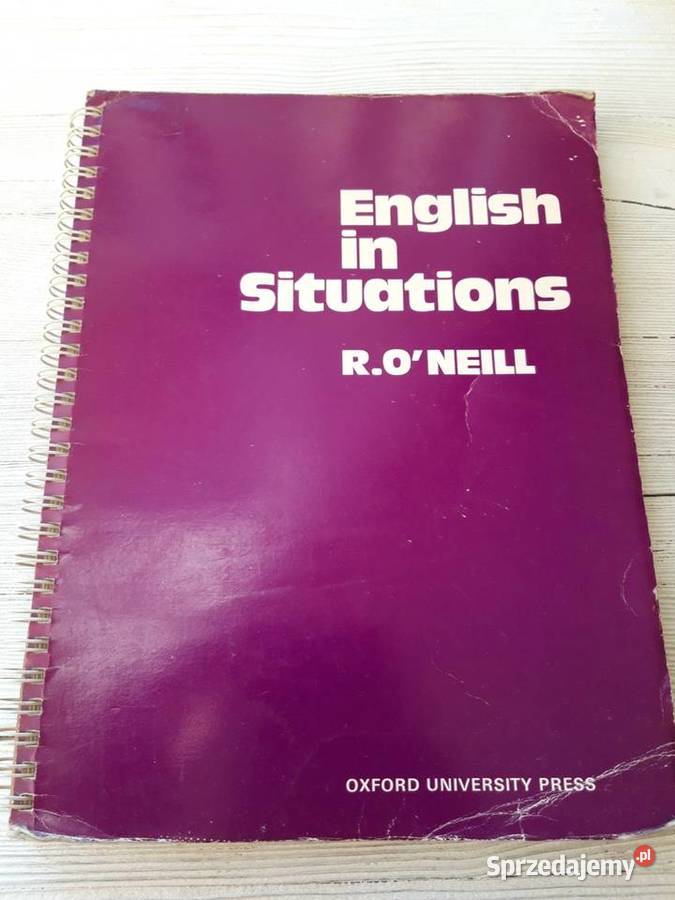 English
in
Situations
R.O'NEILL
OXFORD UNIVERSITY PRESS
Sprzedajemy.pl